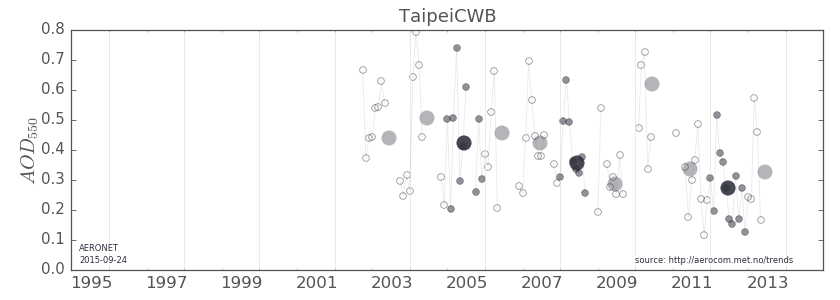 TaipeiCWB
0.8
0.7
0.6
0.5
0.4
0.3
0.2
0.1
0.0
AOD550
AERONET
2015-09-24
source: http://aerocom.met.no/trends
1995 1997 1999 2001 2003 2005 2007 2009 2011 2013